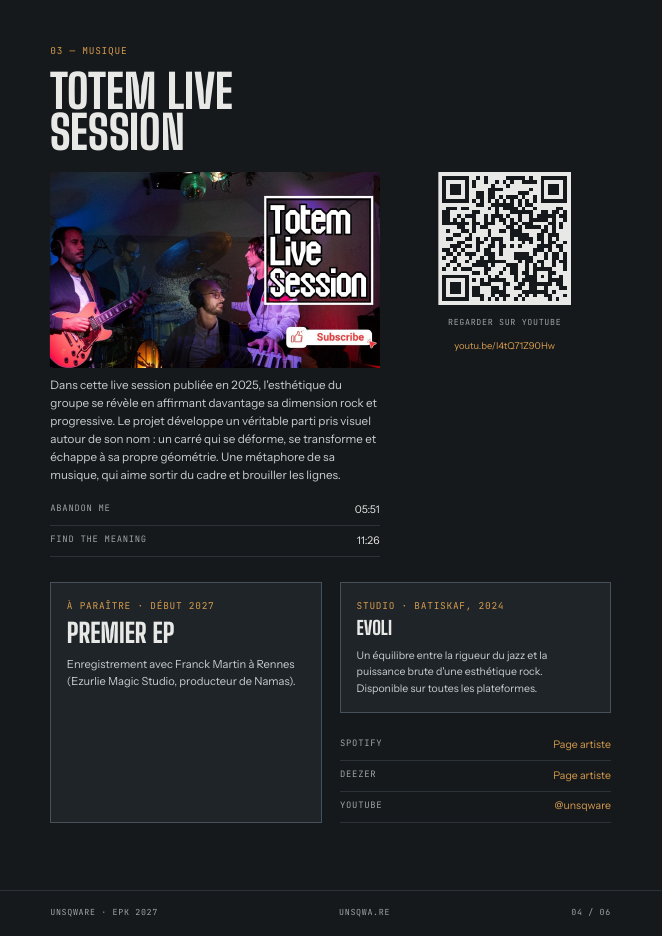 03 — MUSIQUE
TOTEM LIVE
SESSION
Totem
Live
Session
Subscribe
REGARDER SUR YOUTUBE
youtu.be/I4tQ71Z90Hw
Dans cette live session publiée en 2025, l'esthétique du
groupe se révèle en affirmant davantage sa dimension rock et
progressive. Le projet développe un véritable parti pris visuel
autour de son nom : un carré qui se déforme, se transforme et
échappe à sa propre géométrie. Une métaphore de sa
musique, qui aime sortir du cadre et brouiller les lignes.
ABANDON ME 05:51
FIND THE MEANING 11:26
À PARAÎTRE · DÉBUT 2027
PREMIER EP
Enregistrement avec Franck Martin à Rennes
(Ezurlie Magic Studio, producteur de Namas).
STUDIO · BATISKAF, 2024
EVOLI
Un équilibre entre la rigueur du jazz et la
puissance brute d'une esthétique rock.
Disponible sur toutes les plateformes.
SPOTIFY Page artiste
DEEZER Page artiste
YOUTUBE @unsqware
UNSQWARE · EPK 2027 UNSQWA.RE 04 / 06